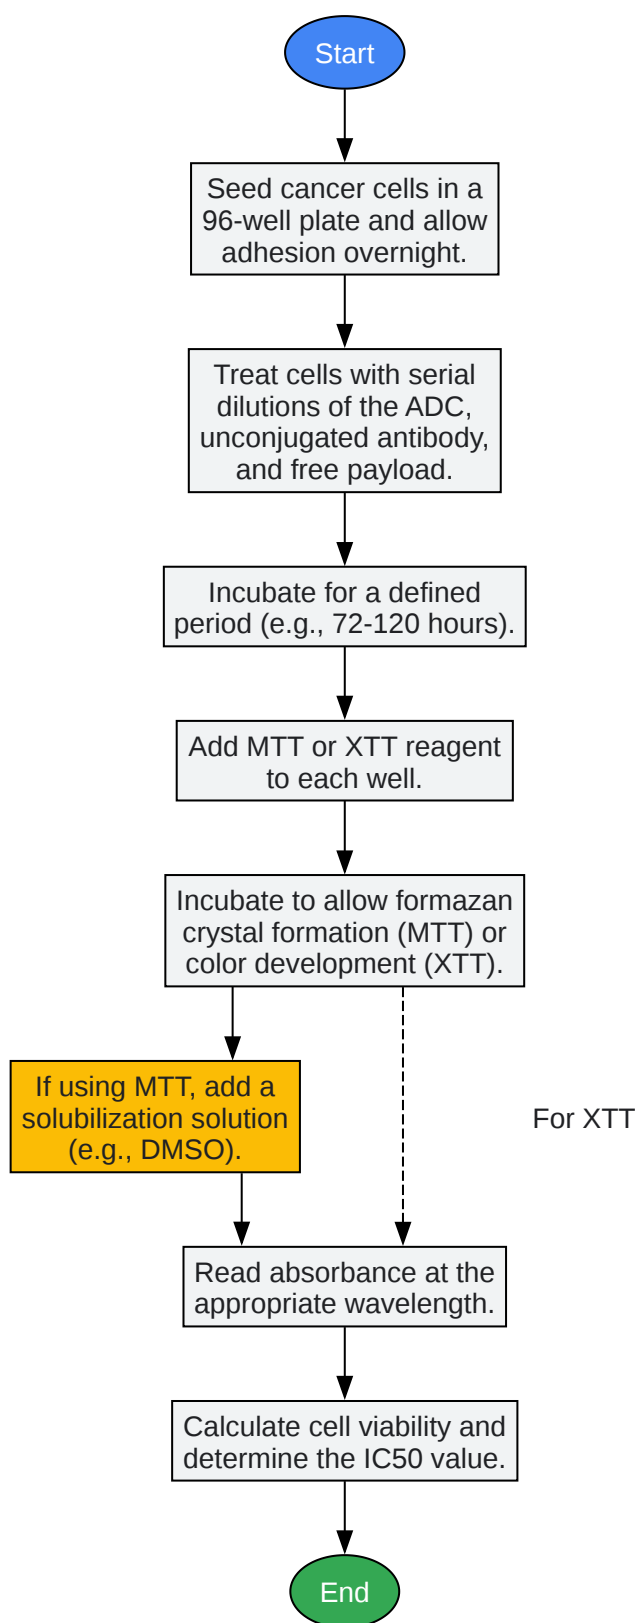 Start
Seed cancer cells in a
96-well plate and allow
adhesion overnight.
Treat cells with serial
dilutions of the ADC,
unconjugated antibody,
and free payload.
Incubate for a defined
period (e.g., 72-120 hours).
Add MTT or XTT reagent
to each well.
Incubate to allow formazan
crystal formation (MTT) or
color development (XTT).
If using MTT, add a
solubilization solution
(e.g., DMSO).
For XTT
Read absorbance at the
appropriate wavelength.
Calculate cell viability and
determine the IC50 value.
End